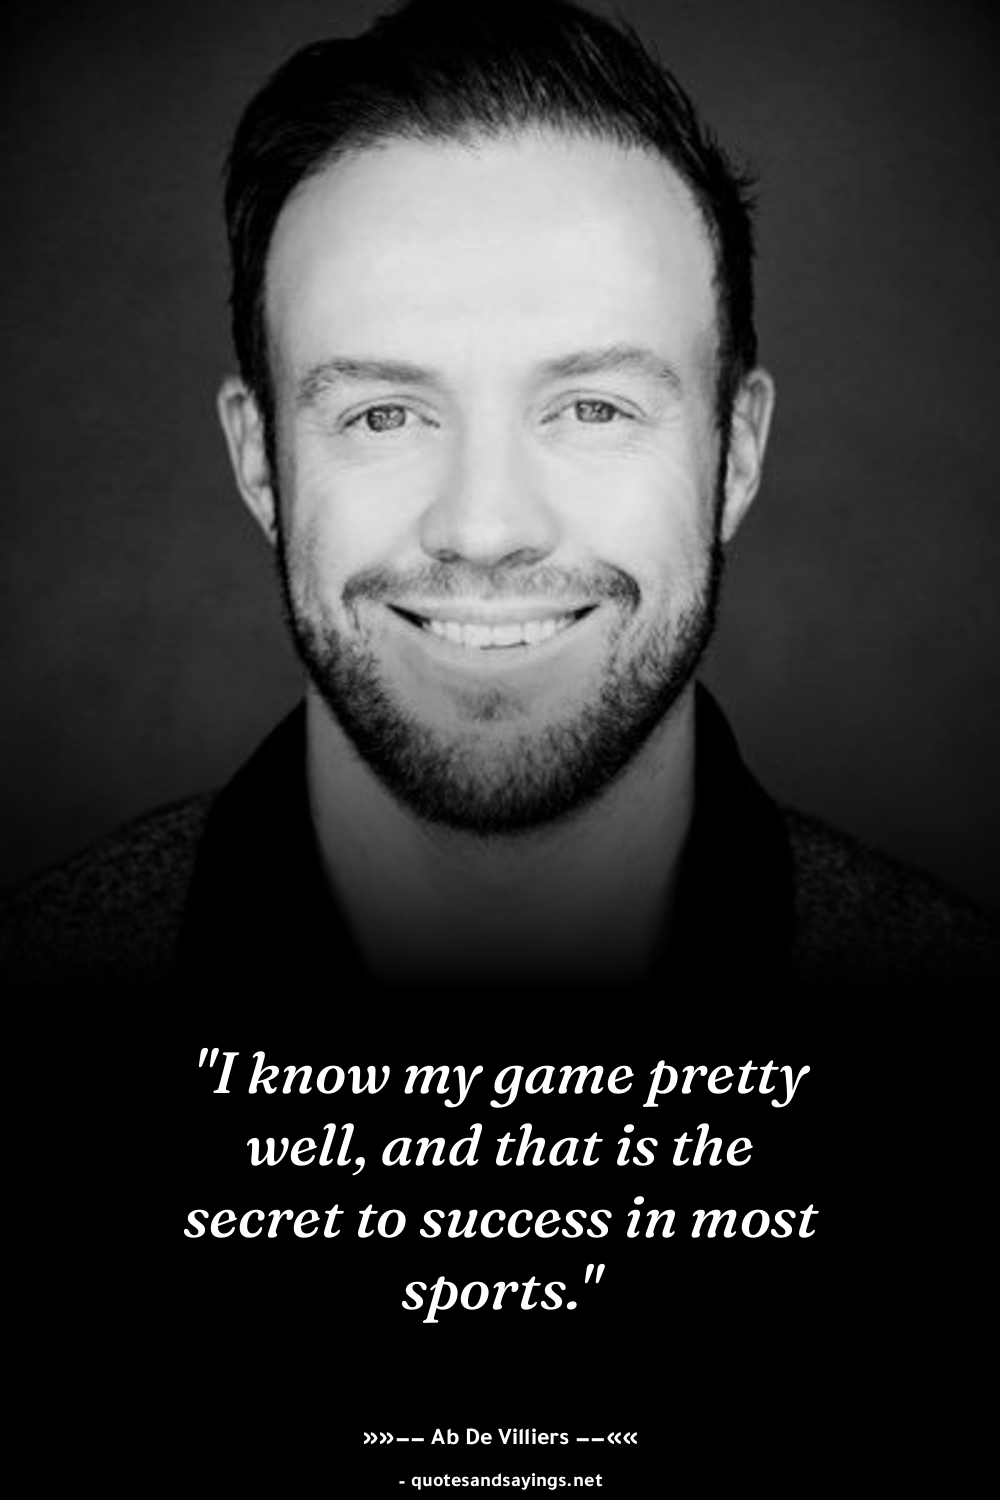 "I know my game pretty
well, and that is the
secret to success in most
sports."
»»–– Ab De Villiers ––««
- quotesandsayings.net